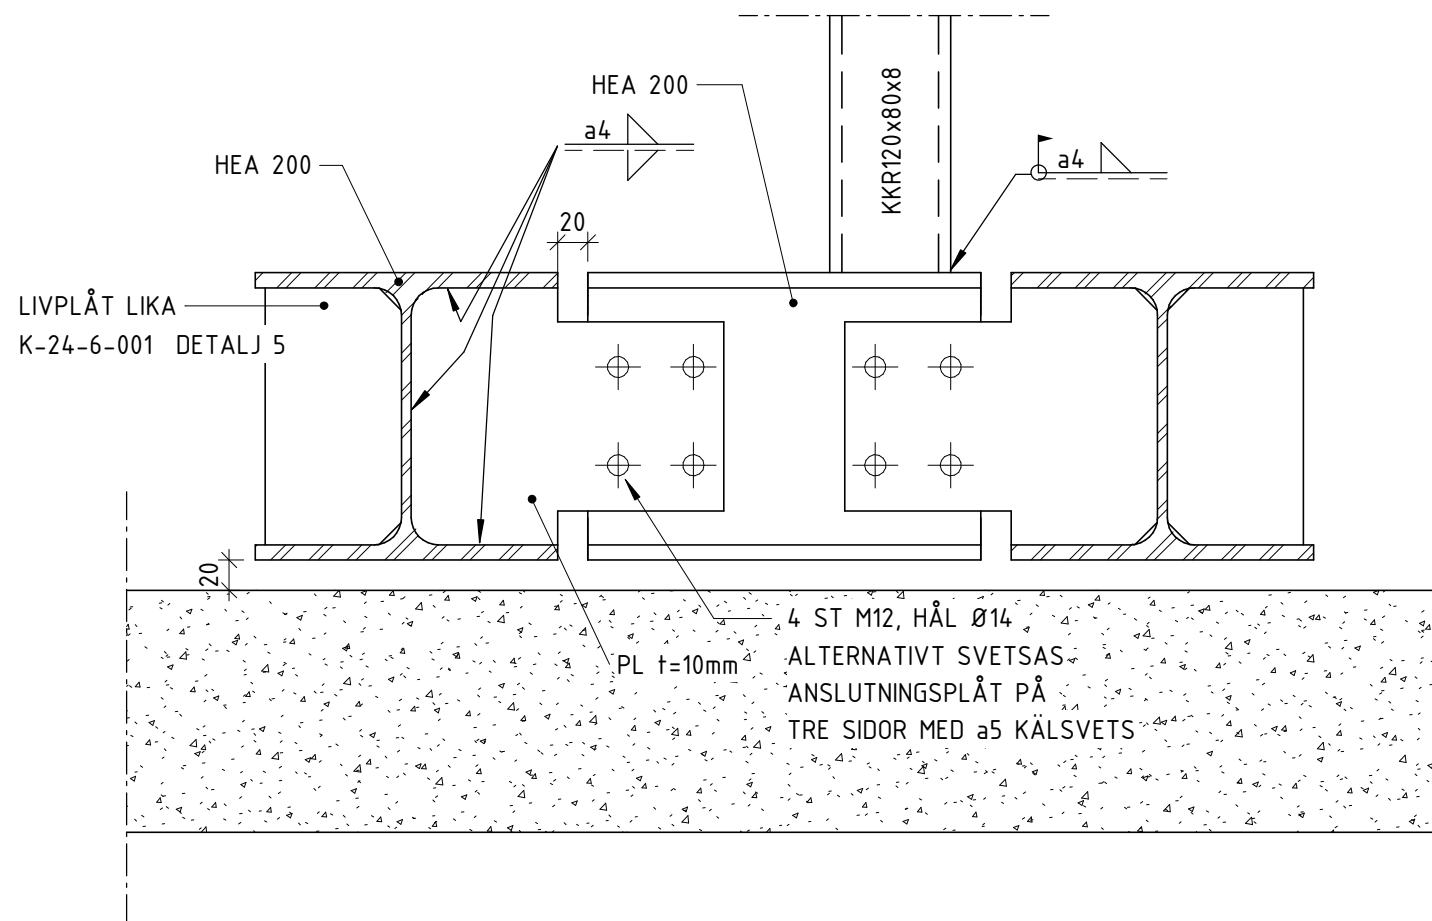 HEA 200
KKR120x80x8
a4
a4
HEA 200
20
LIVPLÅT LIKA
K-24-6-001 DETALJ 5
20
4 ST M12, HÅL Ø14
ALTERNATIVT SVETSAS
ANSLUTNINGSPLÅT PÅ
TRE SIDOR MED a5 KÄLSVETS
PL t=10mm